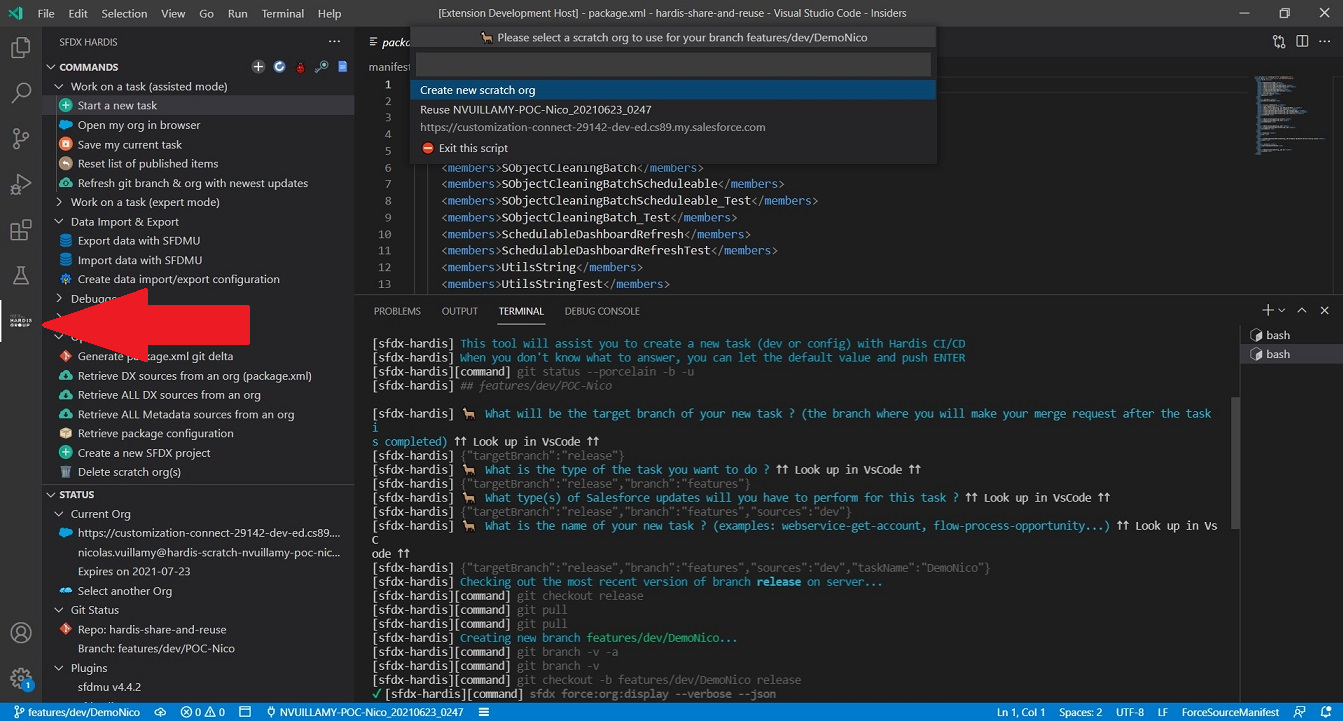 File Edit Selection View Go Run Terminal Help
[Extension Development Host] - package.xml - hardis-share-and-reuse - Visual Studio Code - Insiders
SFDX HARDIS
COMMANDS
Work on a task (assisted mode)
Start a new task
Open my org in browser
Save my current task
Reset list of published items
Refresh git branch & org with newest updates
Work on a task (expert mode)
Data Import & Export
Export data with SFDMU
Import data with SFDMU
Create data import/export configuration
HARDIS
GROUP
Generate package.xml git delta
Retrieve DX sources from an org (package.xml)
Retrieve ALL DX sources from an org
Retrieve ALL Metadata sources from an org
Retrieve package configuration
Create a new SFDX project
Delete scratch org(s)
STATUS
Current Org
https://customization-connect-29142-dev-ed.cs89....
nicolas.vuillamy@hardis-scratch-nvuillamy-poc-nic...
Expires on 2021-07-23
Select another Org
Git Status
Repo: hardis-share-and-reuse
Branch: features/dev/POC-Nico
Plugins
sfdmu v4.4.2
1
Please select a scratch org to use for your branch features/dev/DemoNico
Create new scratch org
Reuse NVUILLAMY-POC-Nico_20210623_0247
https://customization-connect-29142-dev-ed.cs89.my.salesforce.com
Exit this script
manifest
1
2
3
4
5
6 <members>SObjectCleaningBatch</members>
7 <members>SObjectCleaningBatchScheduleable</members>
8 <members>SObjectCleaningBatchScheduleable_Test</members>
9 <members>SObjectCleaningBatch_Test</members>
10 <members>SchedulableDashboardRefresh</members>
11 <members>SchedulableDashboardRefreshTest</members>
12 <members>UtilsString</members>
13 <members>UtilsStringTest</members>
PROBLEMS OUTPUT TERMINAL DEBUG CONSOLE
bash
bash
[sfdx-hardis] This tool will assist you to create a new task (dev or config) with Hardis CI/CD
[sfdx-hardis] When you don't know what to answer, you can let the default value and push ENTER
[sfdx-hardis][command] git status --porcelain -b -u
[sfdx-hardis] ## features/dev/POC-Nico
[sfdx-hardis] What will be the target branch of your new task ? (the branch where you will make your merge request after the task
i
s completed) ↑↑ Look up in VsCode ↑↑
[sfdx-hardis] {"targetBranch":"release"}
[sfdx-hardis] What is the type of the task you want to do ? ↑↑ Look up in VsCode ↑↑
[sfdx-hardis] {"targetBranch":"release","branch":"features"}
[sfdx-hardis] What type(s) of Salesforce updates will you have to perform for this task ? ↑↑ Look up in VsCode ↑↑
[sfdx-hardis] {"targetBranch":"release","branch":"features","sources":"dev"}
[sfdx-hardis] What is the name of your new task ? (examples: webservice-get-account, flow-process-opportunity...) ↑↑ Look up in Vs
C
ode ↑↑
[sfdx-hardis] {"targetBranch":"release","branch":"features","sources":"dev","taskName":"DemoNico"}
[sfdx-hardis] Checking out the most recent version of branch release on server...
[sfdx-hardis][command] git checkout release
[sfdx-hardis][command] git pull
[sfdx-hardis][command] git pull
[sfdx-hardis] Creating new branch features/dev/DemoNico...
[sfdx-hardis][command] git branch -v -a
[sfdx-hardis][command] git branch -v
[sfdx-hardis][command] git checkout -b features/dev/DemoNico release
✓ [sfdx-hardis][command] sfdx force:org:display --verbose --json
features/dev/DemoNico 0 0 NVUILLAMY-POC-Nico_20210623_0247 Ln 1, Col 1 Spaces: 2 UTF-8 LF ForceSourceManifest